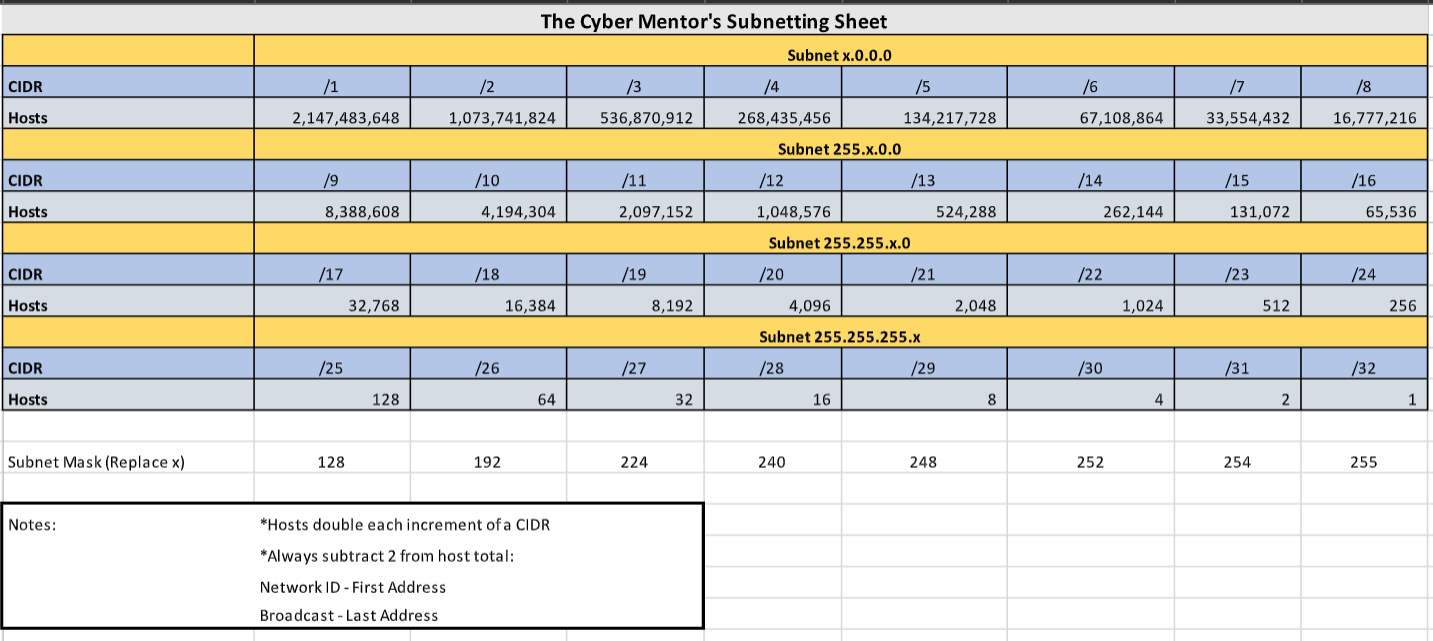 The Cyber Mentor's Subnetting Sheet
Subnet x.0.0.0
CIDR /1 /2 /3 /4 /5 /6 /7 /8
Hosts 2,147,483,648 1,073,741,824 536,870,912 268,435,456 134,217,728 67,108,864 33,554,432 16,777,216
Subnet 255.x.0.0
CIDR /9 /10 /11 /12 /13 /14 /15 /16
Hosts 8,388,608 4,194,304 2,097,152 1,048,576 524,288 262,144 131,072 65,536
Subnet 255.255.x.0
CIDR /17 /18 /19 /20 /21 /22 /23 /24
Hosts 32,768 16,384 8,192 4,096 2,048 1,024 512 256
Subnet 255.255.255.x
CIDR /25 /26 /27 /28 /29 /30 /31 /32
Hosts 128 64 32 16 8 4 2 1
Subnet Mask (Replace x) 128 192 224 240 248 252 254 255
Notes: *Hosts double each increment of a CIDR
*Always subtract 2 from host total:
Network ID - First Address
Broadcast - Last Address